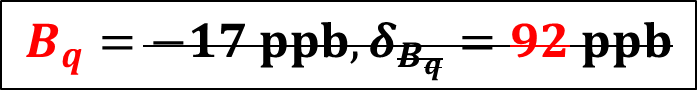 B_q = −17 ppb, δ_{B_q} = 92 ppb